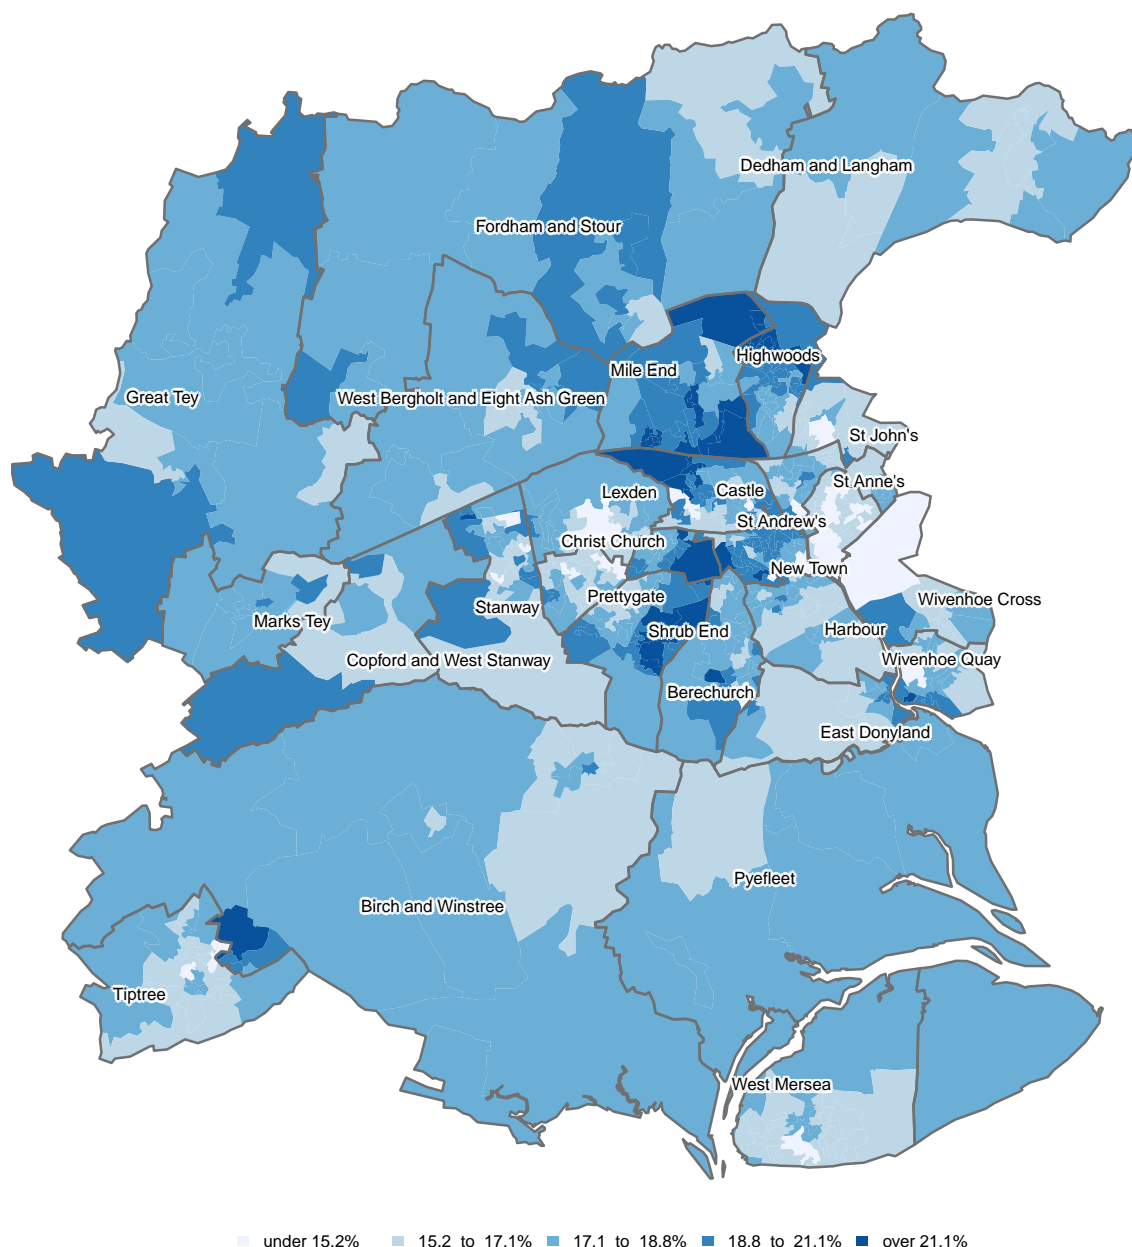 Dedham and Langham
Fordham and Stour
Highwoods
Mile End
Great Tey
West Bergholt and Eight Ash Green
St John's
St Anne's
Lexden
Castle
St Andrew's
Christ Church
New Town
Prettygate
Wivenhoe Cross
Stanway
Marks Tey
Shrub End
Harbour
Copford and West Stanway
Wivenhoe Quay
Berechurch
East Donyland
Pyefleet
Birch and Winstree
Tiptree
West Mersea
under 15.2% 15.2 to 17.1% 17.1 to 18.8% 18.8 to 21.1% over 21.1%